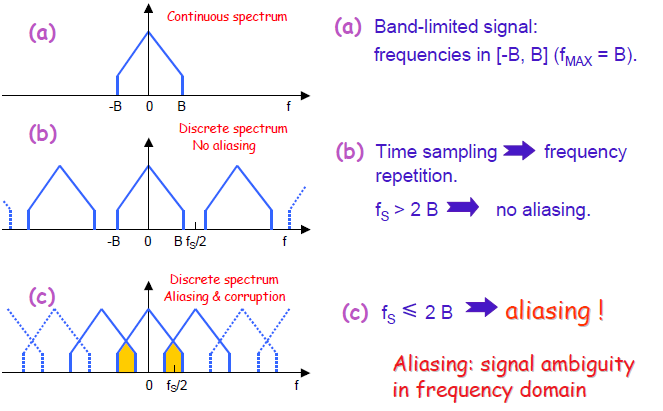 (a)
Continuous spectrum
-B 0 B f
(a) Band-limited signal:
frequencies in [-B, B] (fMAX = B).
(b)
Discrete spectrum
No aliasing
-B 0 B fS/2 f
(b) Time sampling frequency
repetition.
fS > 2 B no aliasing.
(c)
Discrete spectrum
Aliasing & corruption
0 fS/2 f
(c) fS ≤ 2 B aliasing !
Aliasing: signal ambiguity
in frequency domain